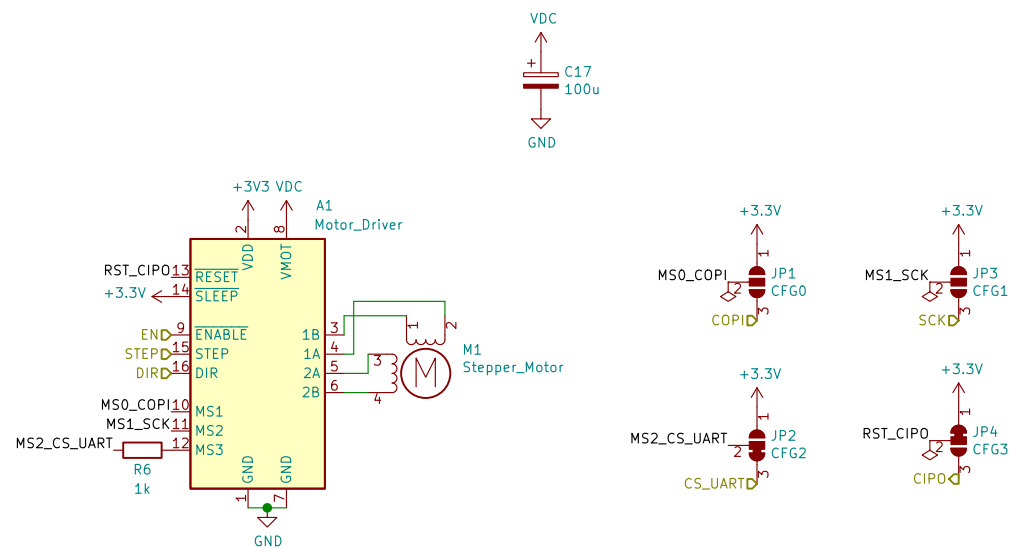 VDC
+
C17
100u
GND
+3V3 VDC
A1
Motor_Driver
2
8
VDD
VMOT
RST_CIPO 13 RESET
+3.3V 14 SLEEP
EN 9 ENABLE
STEP 15 STEP
DIR 16 DIR
MS0_COPI 10 MS1
MS1_SCK 11 MS2
MS2_CS_UART 12 MS3
R6
1k
3 1B
4 1A
5 2A
6 2B
GND
GND
1
7
GND
1
2
3
4
M
M1
Stepper_Motor
+3.3V
1
MS0_COPI
2
JP1
CFG0
3
COPI
+3.3V
1
MS1_SCK
2
JP3
CFG1
3
SCK
+3.3V
1
MS2_CS_UART
2
JP2
CFG2
3
CS_UART
+3.3V
1
RST_CIPO
2
JP4
CFG3
3
CIPO